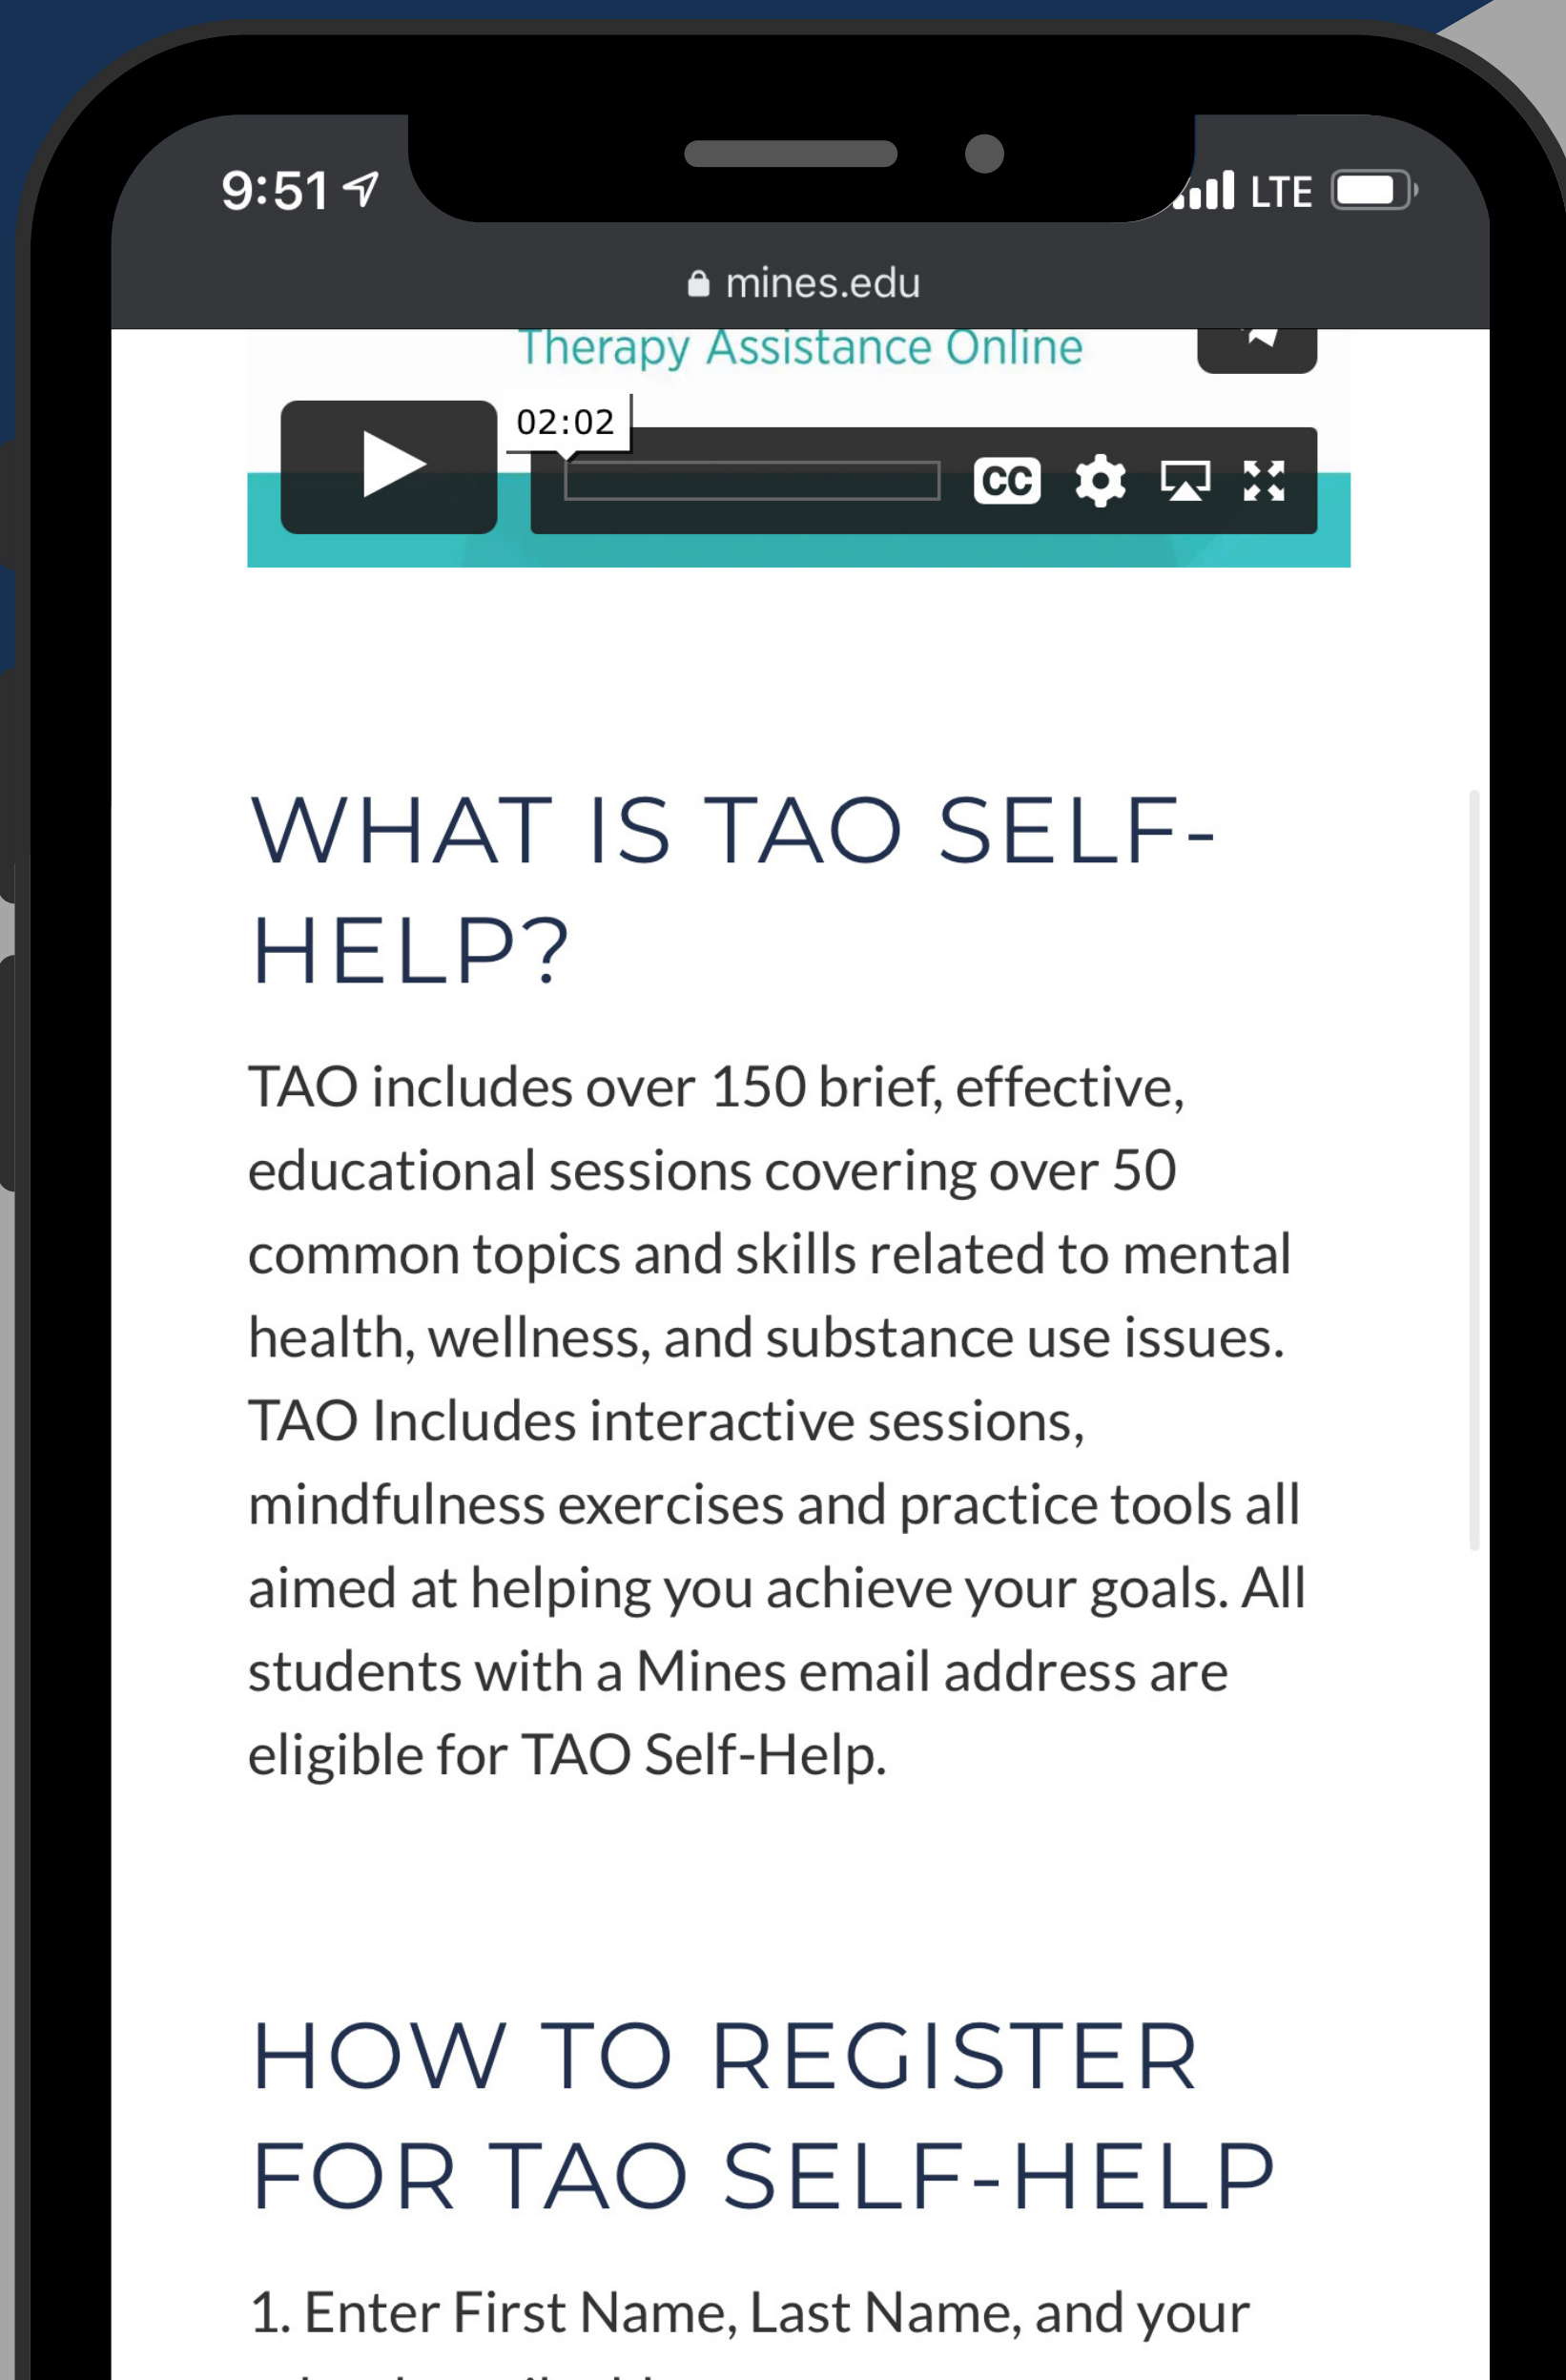 9:51
LTE
mines.edu
Therapy Assistance Online
02:02
CC
WHAT IS TAO SELF-
HELP?
TAO includes over 150 brief, effective,
educational sessions covering over 50
common topics and skills related to mental
health, wellness, and substance use issues.
TAO Includes interactive sessions,
mindfulness exercises and practice tools all
aimed at helping you achieve your goals. All
students with a Mines email address are
eligible for TAO Self-Help.
HOW TO REGISTER
FOR TAO SELF-HELP
1. Enter First Name, Last Name, and your